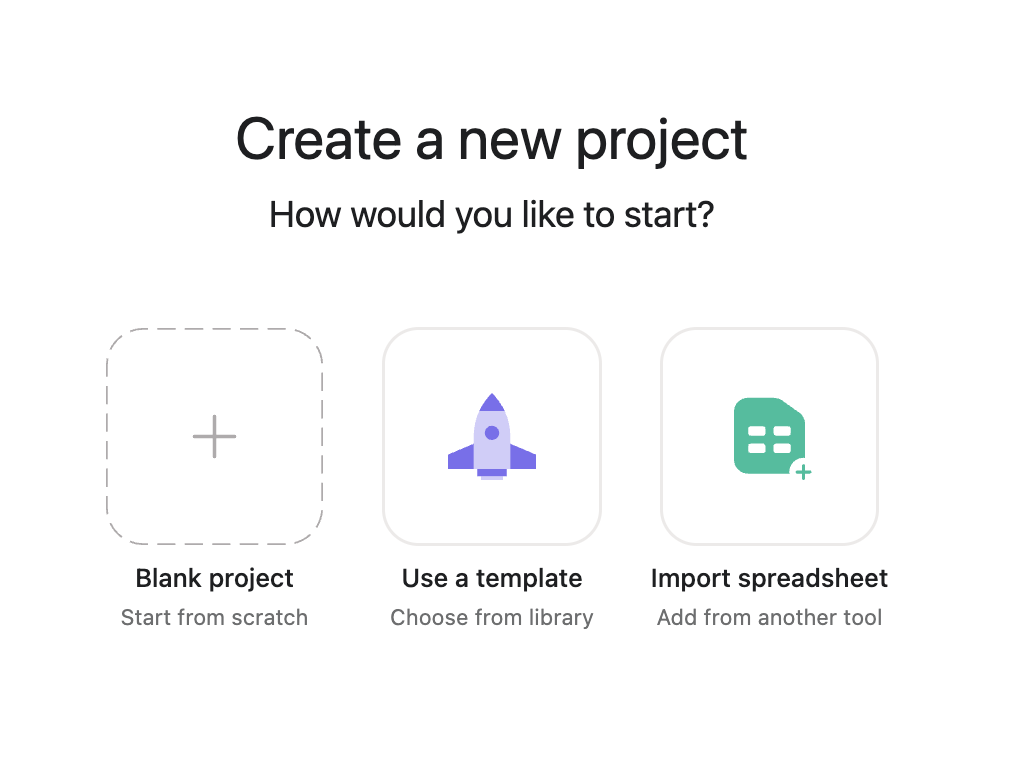 Create a new project
How would you like to start?
Blank project
Start from scratch
Use a template
Choose from library
Import spreadsheet
Add from another tool